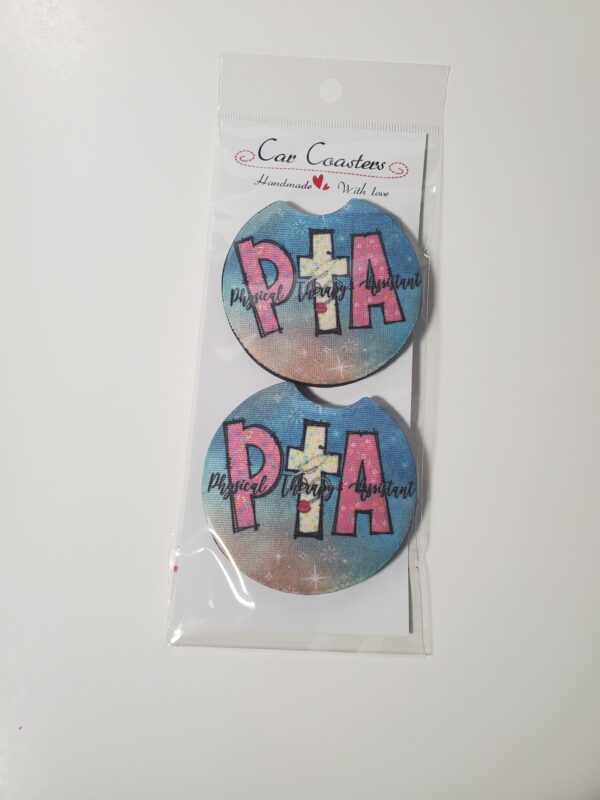 Car Coasters
Handmade With love
PtA
Physical Therapy Assistant
PtA
Physical Therapy Assistant